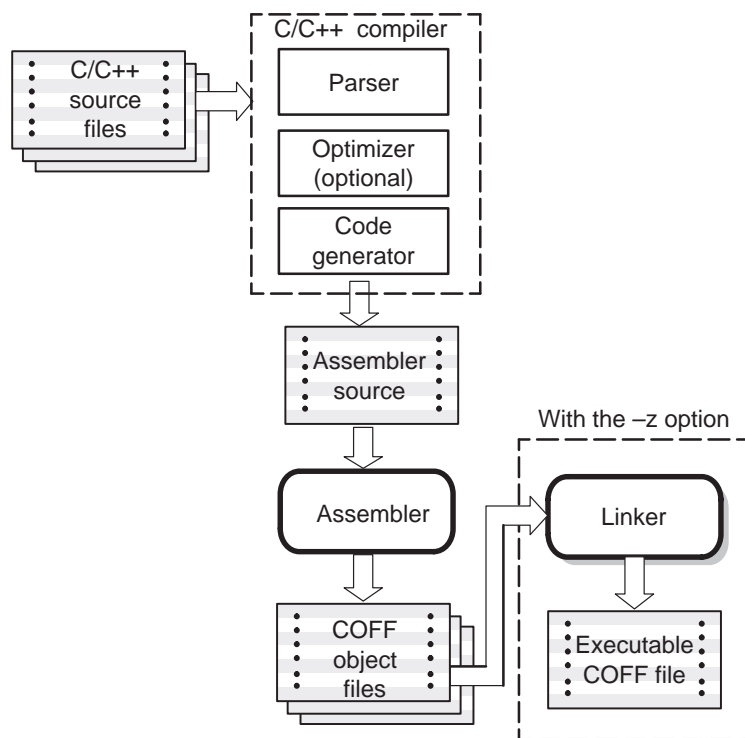 C/C++ compiler
C/C++
source
files
Parser
Optimizer
(optional)
Code
generator
Assembler
source
With the –z option
Assembler
Linker
COFF
object
files
Executable
COFF file